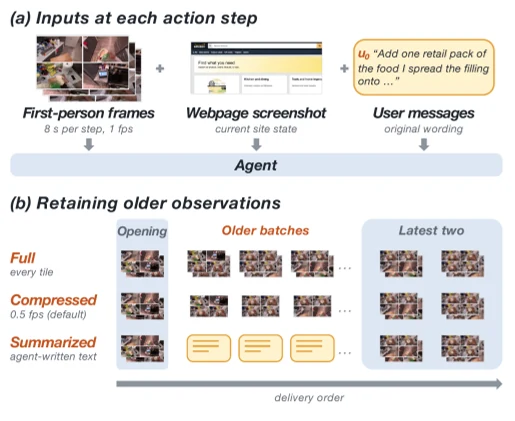 (a) Inputs at each action step
Find what you need
u0 “Add one retail pack of
the food I spread the filling
onto …”
First-person frames
8 s per step, 1 fps
Webpage screenshot
current site state
User messages
original wording
Agent
(b) Retaining older observations
Opening
Older batches
Latest two
Full
every tile
...
Compressed
0.5 fps (default)
...
Summarized
agent-written text
...
delivery order